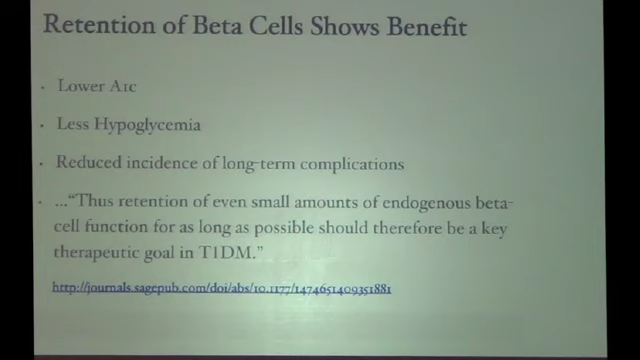 Retention of Beta Cells Shows Benefit
• Lower A1c
• Less Hypoglycemia
• Reduced incidence of long-term complications
• ..."Thus retention of even small amounts of endogenous beta-
cell function for as long as possible should therefore be a key
therapeutic goal in T1DM."
http://journals.sagepub.com/doi/abs/10.1177/1474651409351881